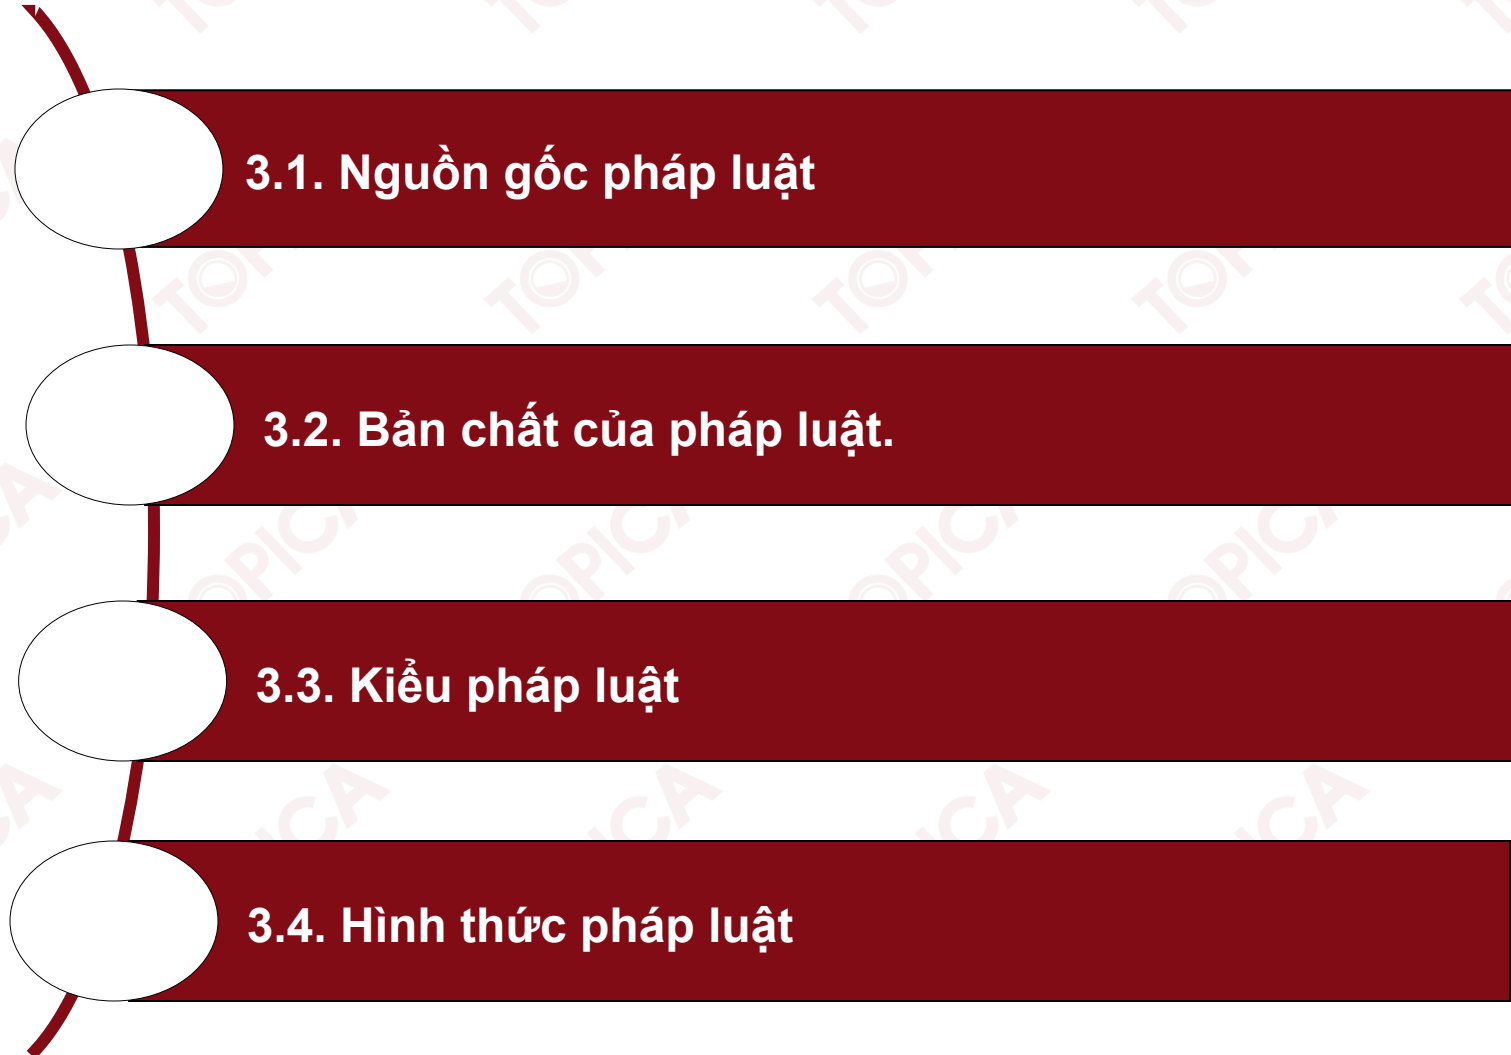 3.1. Nguồn gốc pháp luật
3.2. Bản chất của pháp luật.
3.3. Kiểu pháp luật
3.4. Hình thức pháp luật